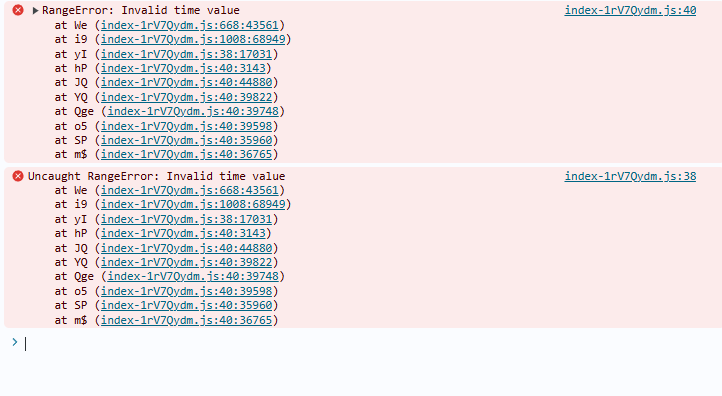 RangeError: Invalid time value index-1rV7Qydm.js:40
at We (index-1rV7Qydm.js:668:43561)
at i9 (index-1rV7Qydm.js:1008:68949)
at yI (index-1rV7Qydm.js:38:17031)
at hP (index-1rV7Qydm.js:40:3143)
at JQ (index-1rV7Qydm.js:40:44880)
at YQ (index-1rV7Qydm.js:40:39822)
at Qge (index-1rV7Qydm.js:40:39748)
at o5 (index-1rV7Qydm.js:40:39598)
at SP (index-1rV7Qydm.js:40:35960)
at m$ (index-1rV7Qydm.js:40:36765)
Uncaught RangeError: Invalid time value index-1rV7Qydm.js:38
at We (index-1rV7Qydm.js:668:43561)
at i9 (index-1rV7Qydm.js:1008:68949)
at yI (index-1rV7Qydm.js:38:17031)
at hP (index-1rV7Qydm.js:40:3143)
at JQ (index-1rV7Qydm.js:40:44880)
at YQ (index-1rV7Qydm.js:40:39822)
at Qge (index-1rV7Qydm.js:40:39748)
at o5 (index-1rV7Qydm.js:40:39598)
at SP (index-1rV7Qydm.js:40:35960)
at m$ (index-1rV7Qydm.js:40:36765)